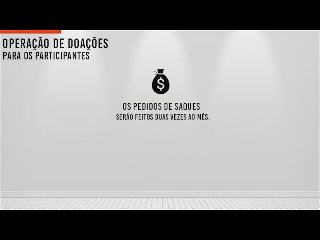 OPERAÇÃO DE DOAÇÕES
PARA OS PARTICIPANTES
$
OS PEDIDOS DE SAQUES
SERÃO FEITOS DUAS VEZES AO MÊS.